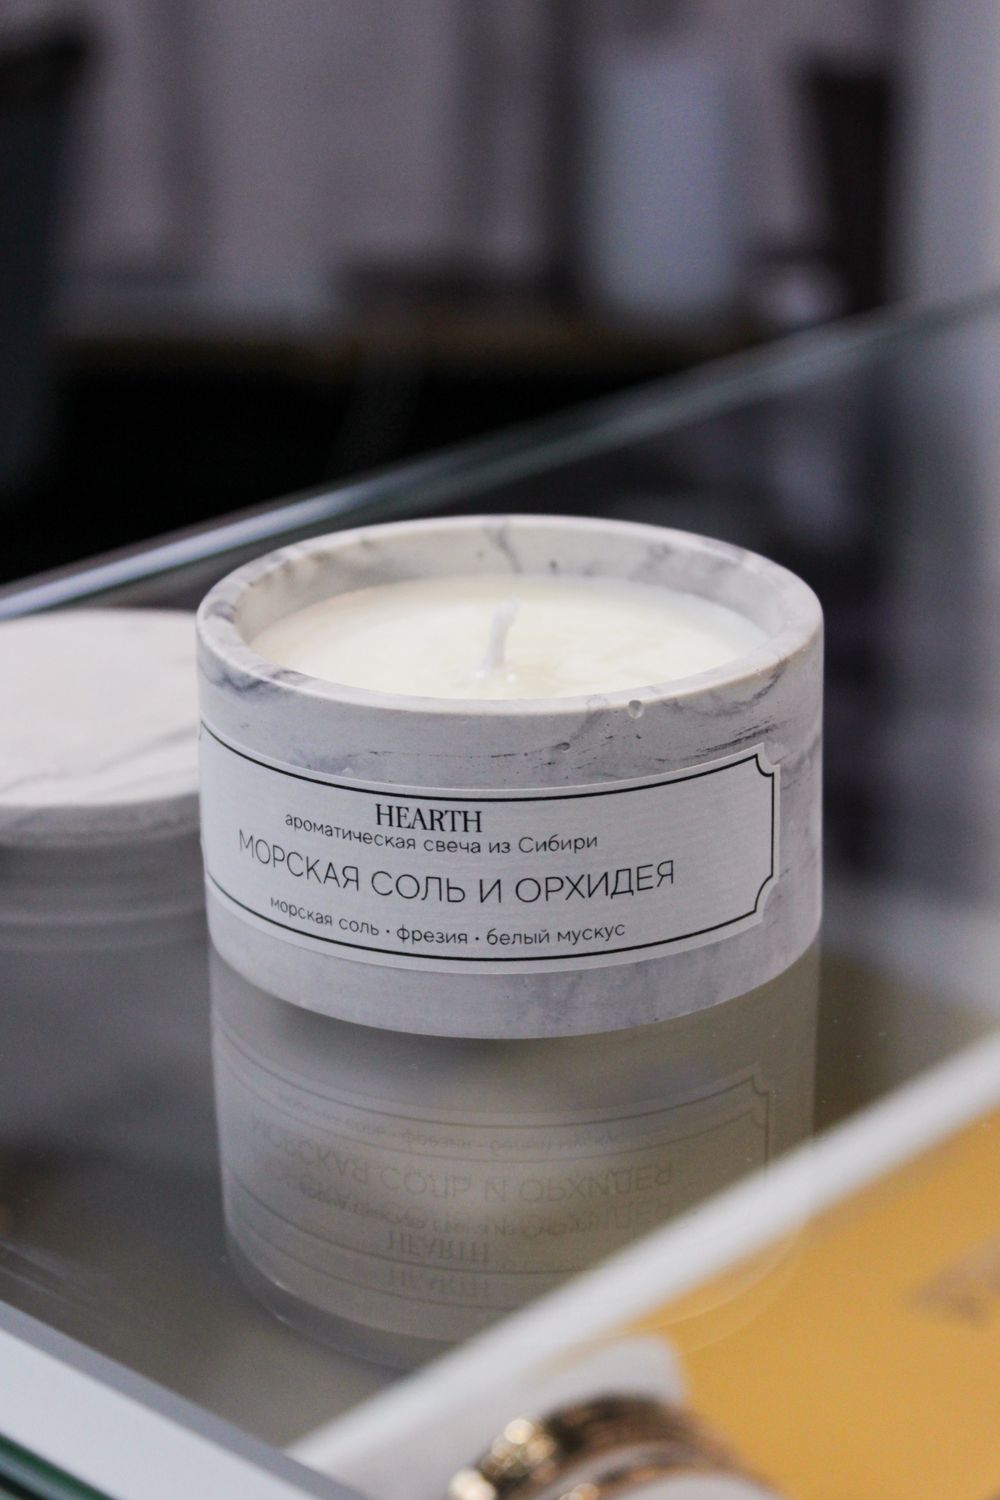 HEARTH
ароматическая свеча из Сибири
МОРСКАЯ СОЛЬ И ОРХИДЕЯ
морская соль · фрезия · белый мускус